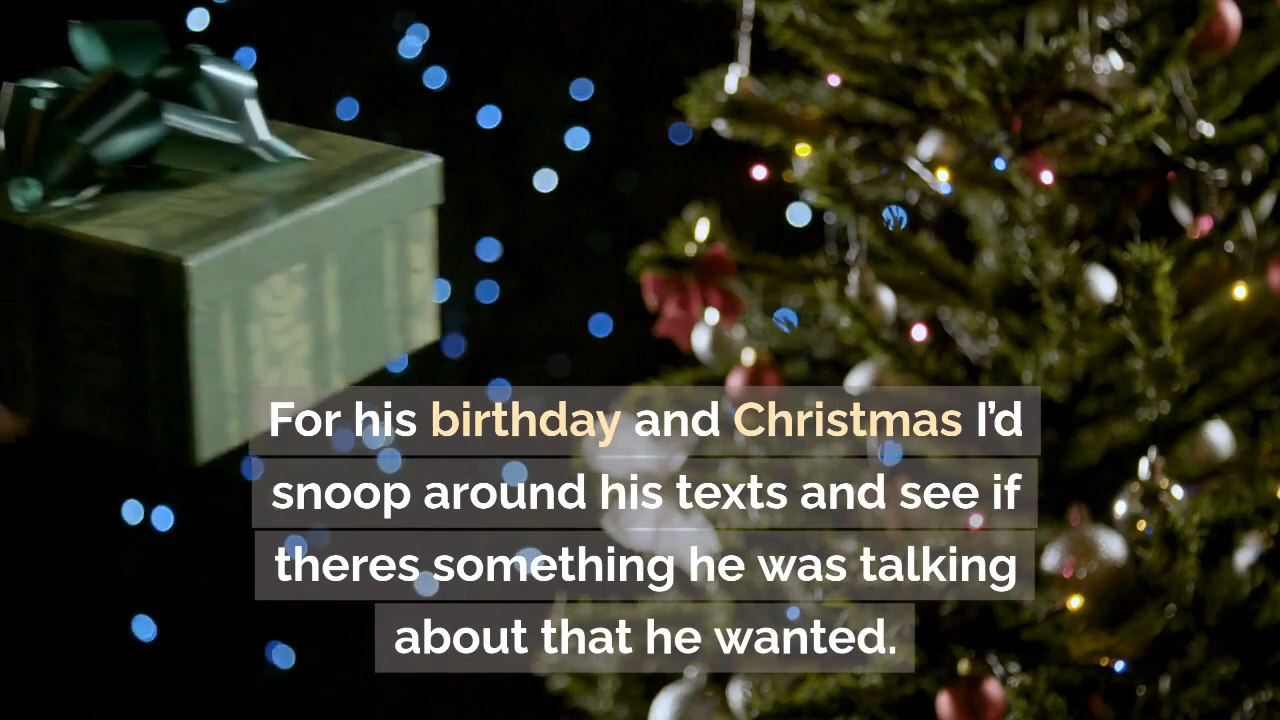 For his birthday and Christmas I’d
snoop around his texts and see if
theres something he was talking
about that he wanted.